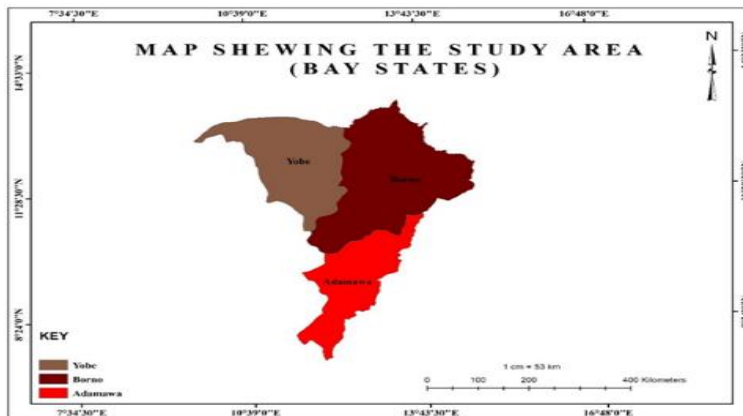 7°34'30"E 10°39'0"E 13°43'30"E 16°48'0"E
MAP SHEWING THE STUDY AREA
(BAY STATES)
N
14°33'0"N
Yobe
Borno
11°28'30"N
Adamawa
8°24'0"N
KEY
Yobe
Borno
Adamawa
1 cm = 53 km
0 100 200 400 Kilometers
7°34'30"E 10°39'0"E 13°43'30"E 16°48'0"E